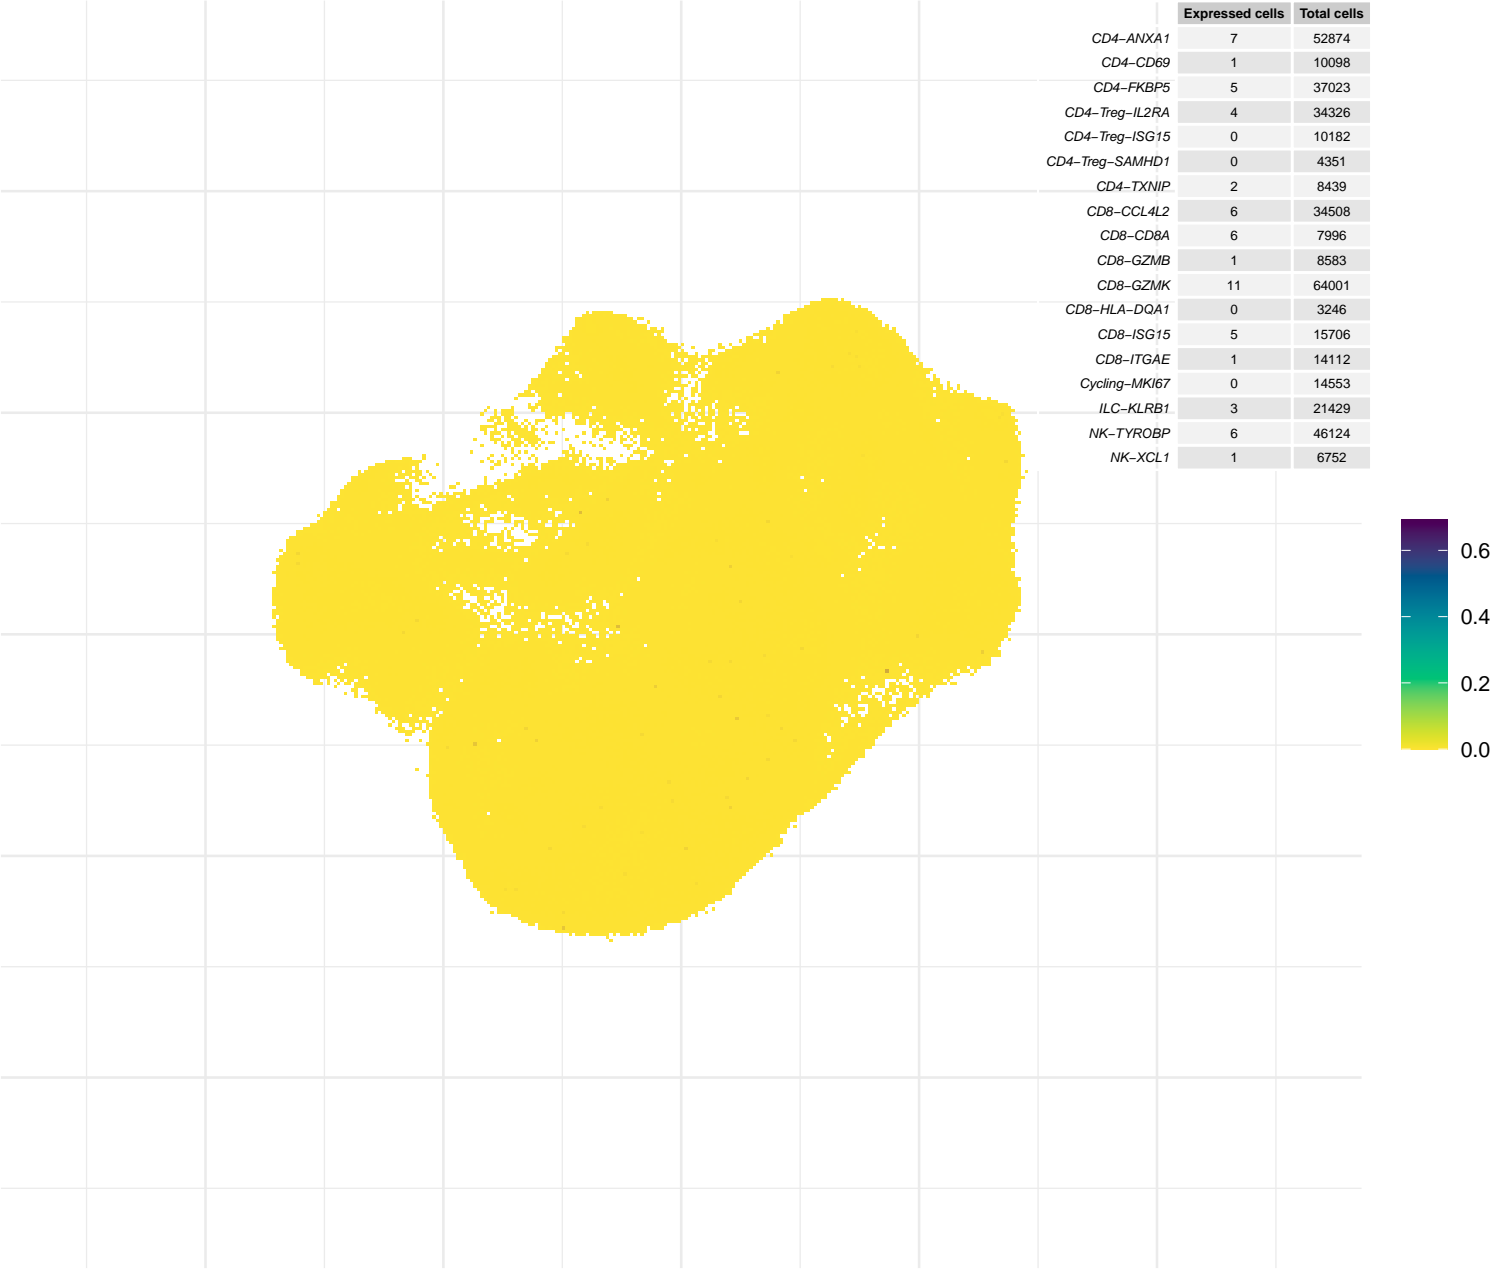 Expressed cells Total cells
CD4−ANXA1 7 52874
CD4−CD69 1 10098
CD4−FKBP5 5 37023
CD4−Treg−IL2RA 4 34326
CD4−Treg−ISG15 0 10182
CD4−Treg−SAMHD1 0 4351
CD4−TXNIP 2 8439
CD8−CCL4L2 6 34508
CD8−CD8A 6 7996
CD8−GZMB 1 8583
CD8−GZMK 11 64001
CD8−HLA−DQA1 0 3246
CD8−ISG15 5 15706
CD8−ITGAE 1 14112
Cycling−MKI67 0 14553
ILC−KLRB1 3 21429
NK−TYROBP 6 46124
NK−XCL1 1 6752
0.6
0.4
0.2
0.0